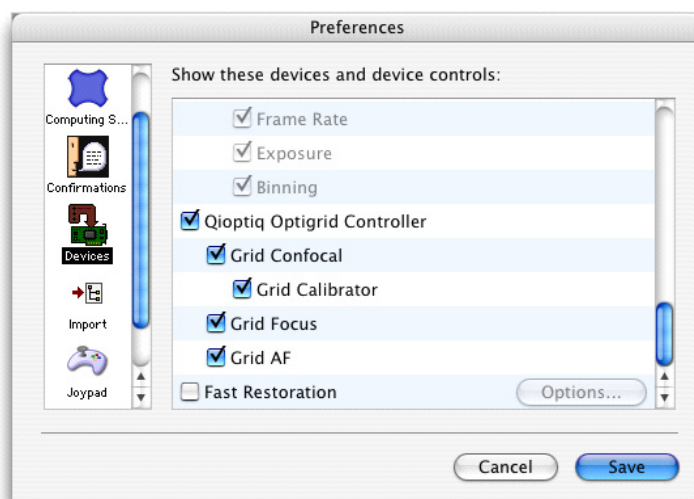 Preferences
Show these devices and device controls:
Computing S...
Confirmations
Devices
Import
Joypad
Frame Rate
Exposure
Binning
Qioptiq Optigrid Controller
Grid Confocal
Grid Calibrator
Grid Focus
Grid AF
Fast Restoration
Options...
Cancel
Save